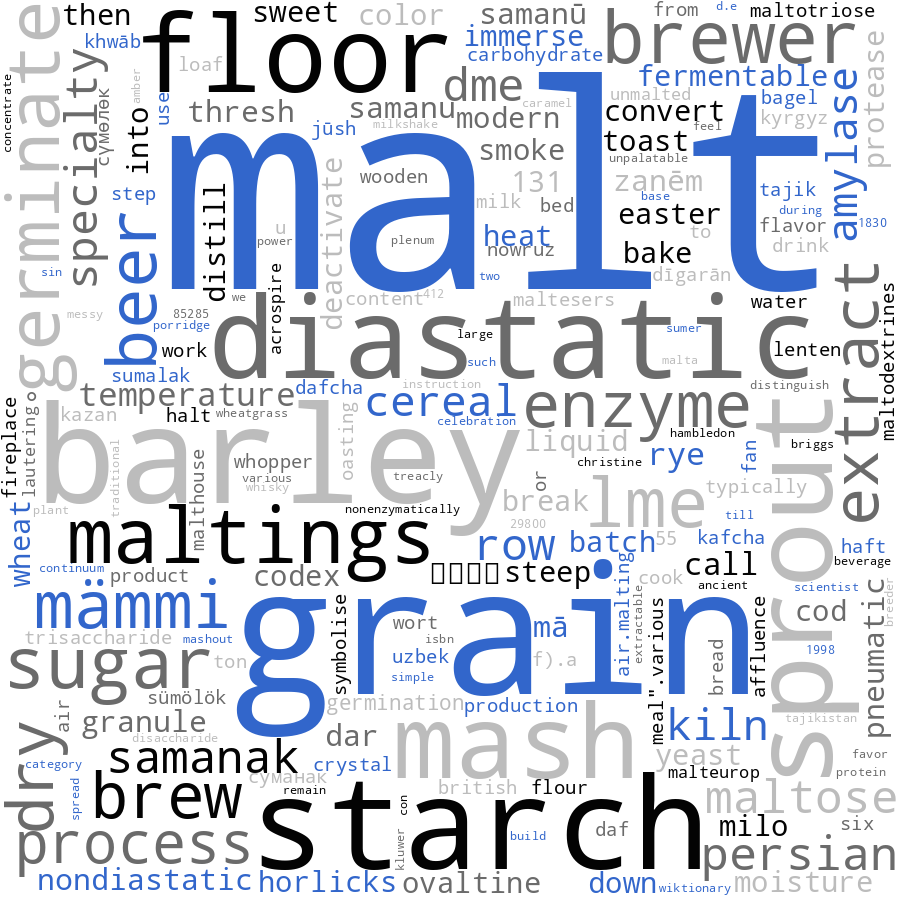 then
sweet
color
samanū
from
d.e
maltotriose
khwāb
floor
immerse
carbohydrate
brewer
loaf
dme
fermentable
concentrate
germinate
specialty
сүмөлөк
amber
into
use
thresh
samanu
caramel
unmalted
convert
bagel
protease
jūsh
milkshake
modern
feel
kyrgyz
amylase
toast
malt
smoke
unpalatable
wooden
131
zanēm
base
tajik
step
milk
bed
easter
during
distill
deactivate
u
power
plenum
heat
nowruz
to
flavor
1830
beer
bake
drink
sin
we
two
dīgarān
acrospire
content
412
maltesers
water
messy
85285
porridge
diastatic
large
sumer
extract
work
such
malta
lenten
maltodextrines
sumalak
temperature
dafcha
instruction
cereal
enzyme
distinguish
fireplace
lautering
o
kazan
halt
wheatgrass
celebration
barley
oasting
hambledon
sprout
liquid
briggs
traditional
malthouse
whopper
various
whisky
treacly
christine
or
rye
fan
plant
wheat
nonenzymatically
break
lme
typically
maltings
29800
till
row
batch
55
kafcha
haft
continuum
product
codex
steep
cook
call
beverage
ancient
scientist
mämmi
grain
symbolise
wort
isbn
mā
air.malting
extractable
meal".various
bread
affluence
cod
pneumatic
breeder
trisaccharide
mashout
sugar
ton
uzbek
simple
f).a
1998
sümölök
germination
production
dry
air
granule
disaccharide
dar
mash
kiln
tajikistan
category
samanak
crystal
yeast
favor
spread
суманак
remain
british
flour
malteurop
protein
brew
starch
con
maltose
process
kluwer
build
daf
milo
six
persian
nondiastatic
horlicks
ovaltine
down
wiktionary
moisture